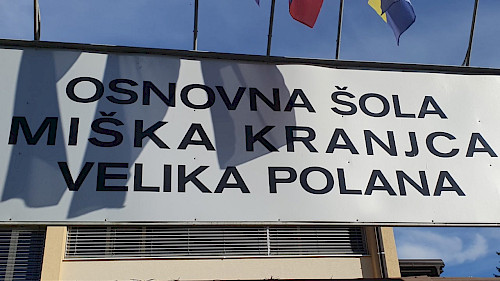 OSNOVNA ŠOLA
MIŠKA KRANJCA
VELIKA POLANA